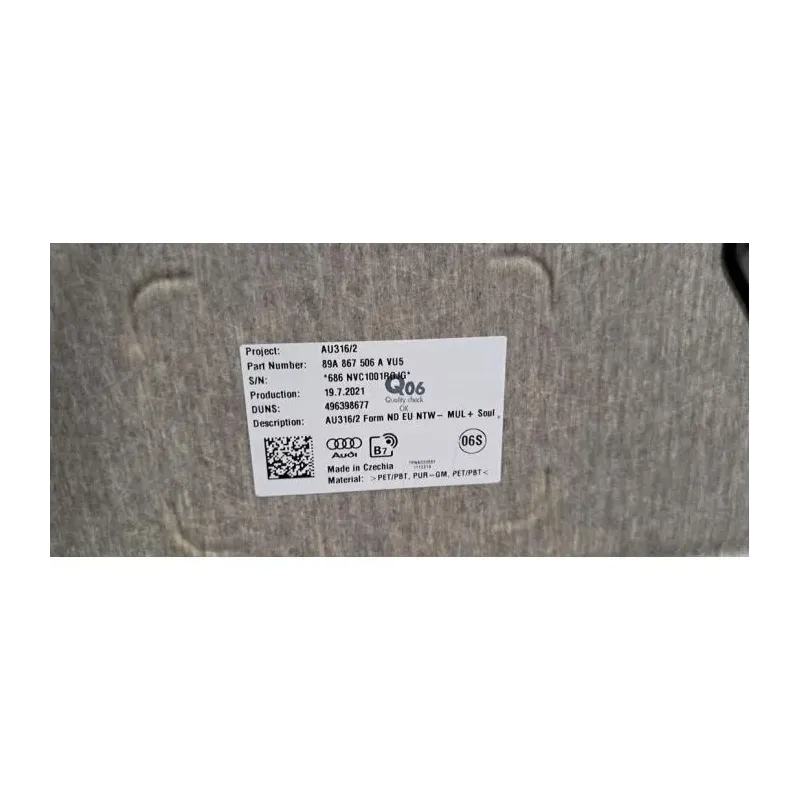 Project: AU316/2
Part Number: 89A 867 506 A VU5
S/N:
Production: 19.7.2021
DUNS: 496398677
Q06
Quality check
OK
Description: AU316/2 Form ND EU NTW- MUL+ Soul,
Audi
B7
06S
Made in Czechia
Material: >PET/PBT, PUR-GM, PET/PBT<